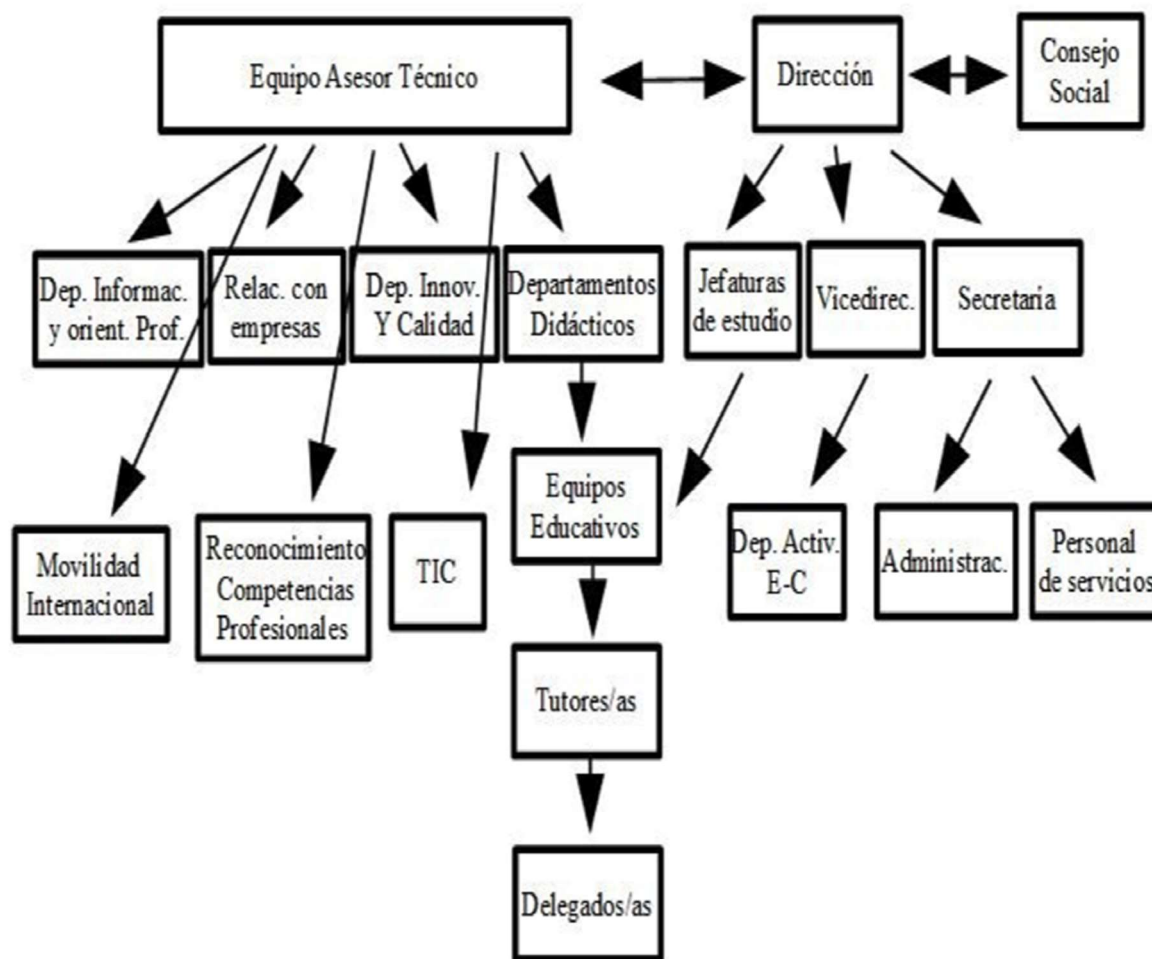 Equipo Asesor Técnico
Dirección
Consejo
Social
Dep. Informac.
y orient. Prof.
Relac. con
empresas
Dep. Innov.
Y Calidad
Departamentos
Didácticos
Jefaturas
de estudio
Vicedirec.
Secretaría
Movilidad
Internacional
Reconocimiento
Competencias
Profesionales
TIC
Equipos
Educativos
Dep. Activ.
E-C
Administrac.
Personal
de servicios
Tutores/as
Delegados/as